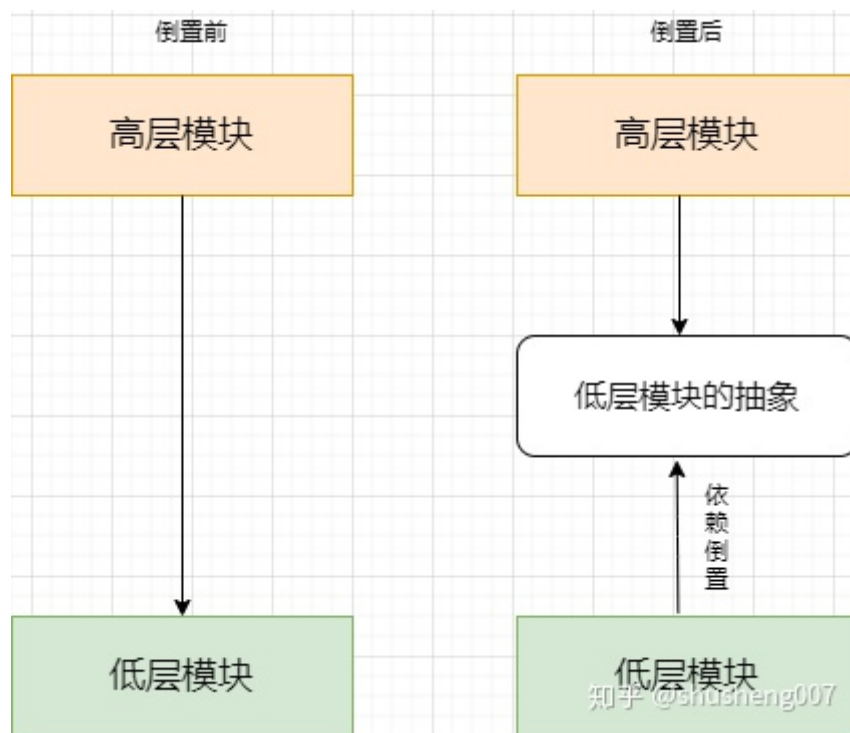 倒置前
倒置后
高层模块
高层模块
低层模块的抽象
依赖倒置
低层模块
低层模块
知乎 @shusheng007